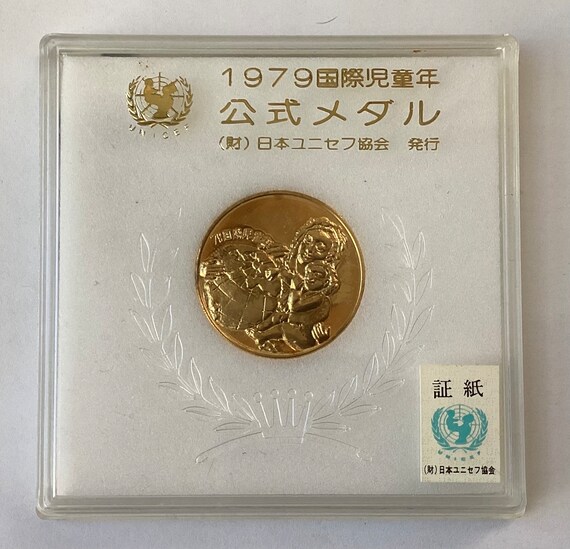 1979国際児童年
公式メダル
(財)日本ユニセフ協会 発行
UNICEF
証紙
(財)日本ユニセフ協会